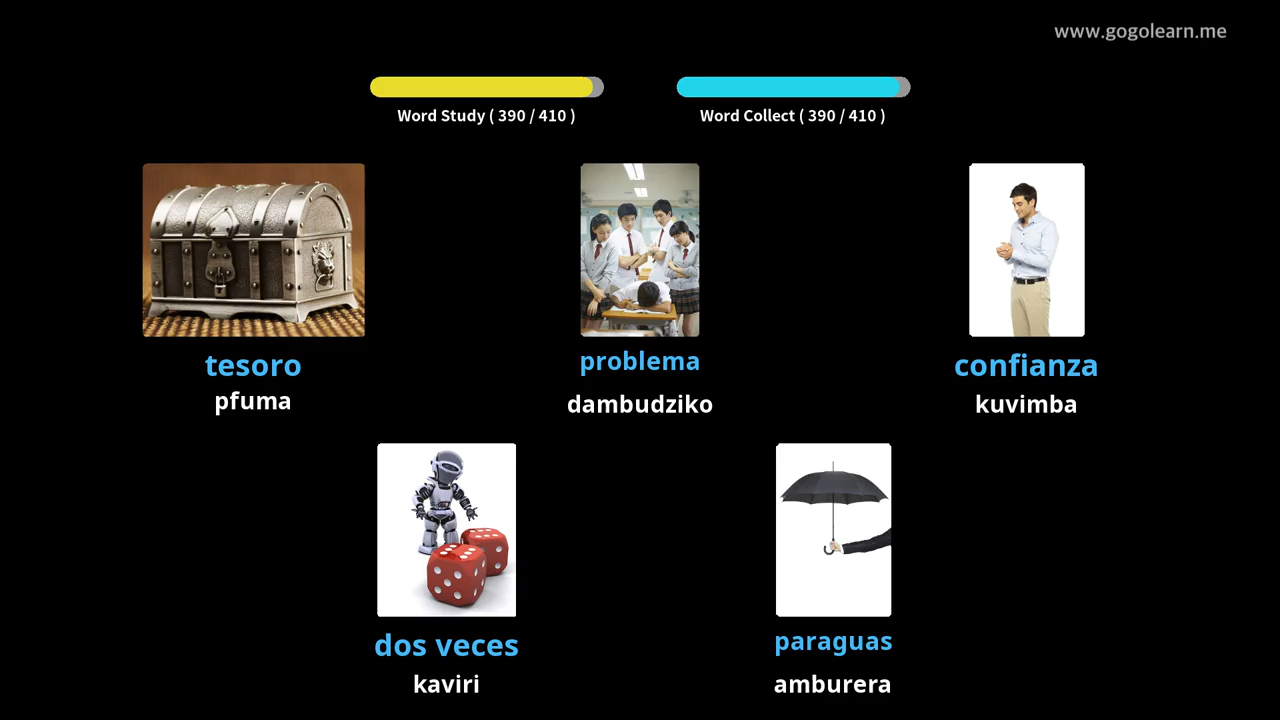 www.gogolearn.me
Word Study ( 390 / 410 )
Word Collect ( 390 / 410 )
tesoro
pfuma
problema
dambudziko
confianza
kuvimba
dos veces
kaviri
paraguas
amburera